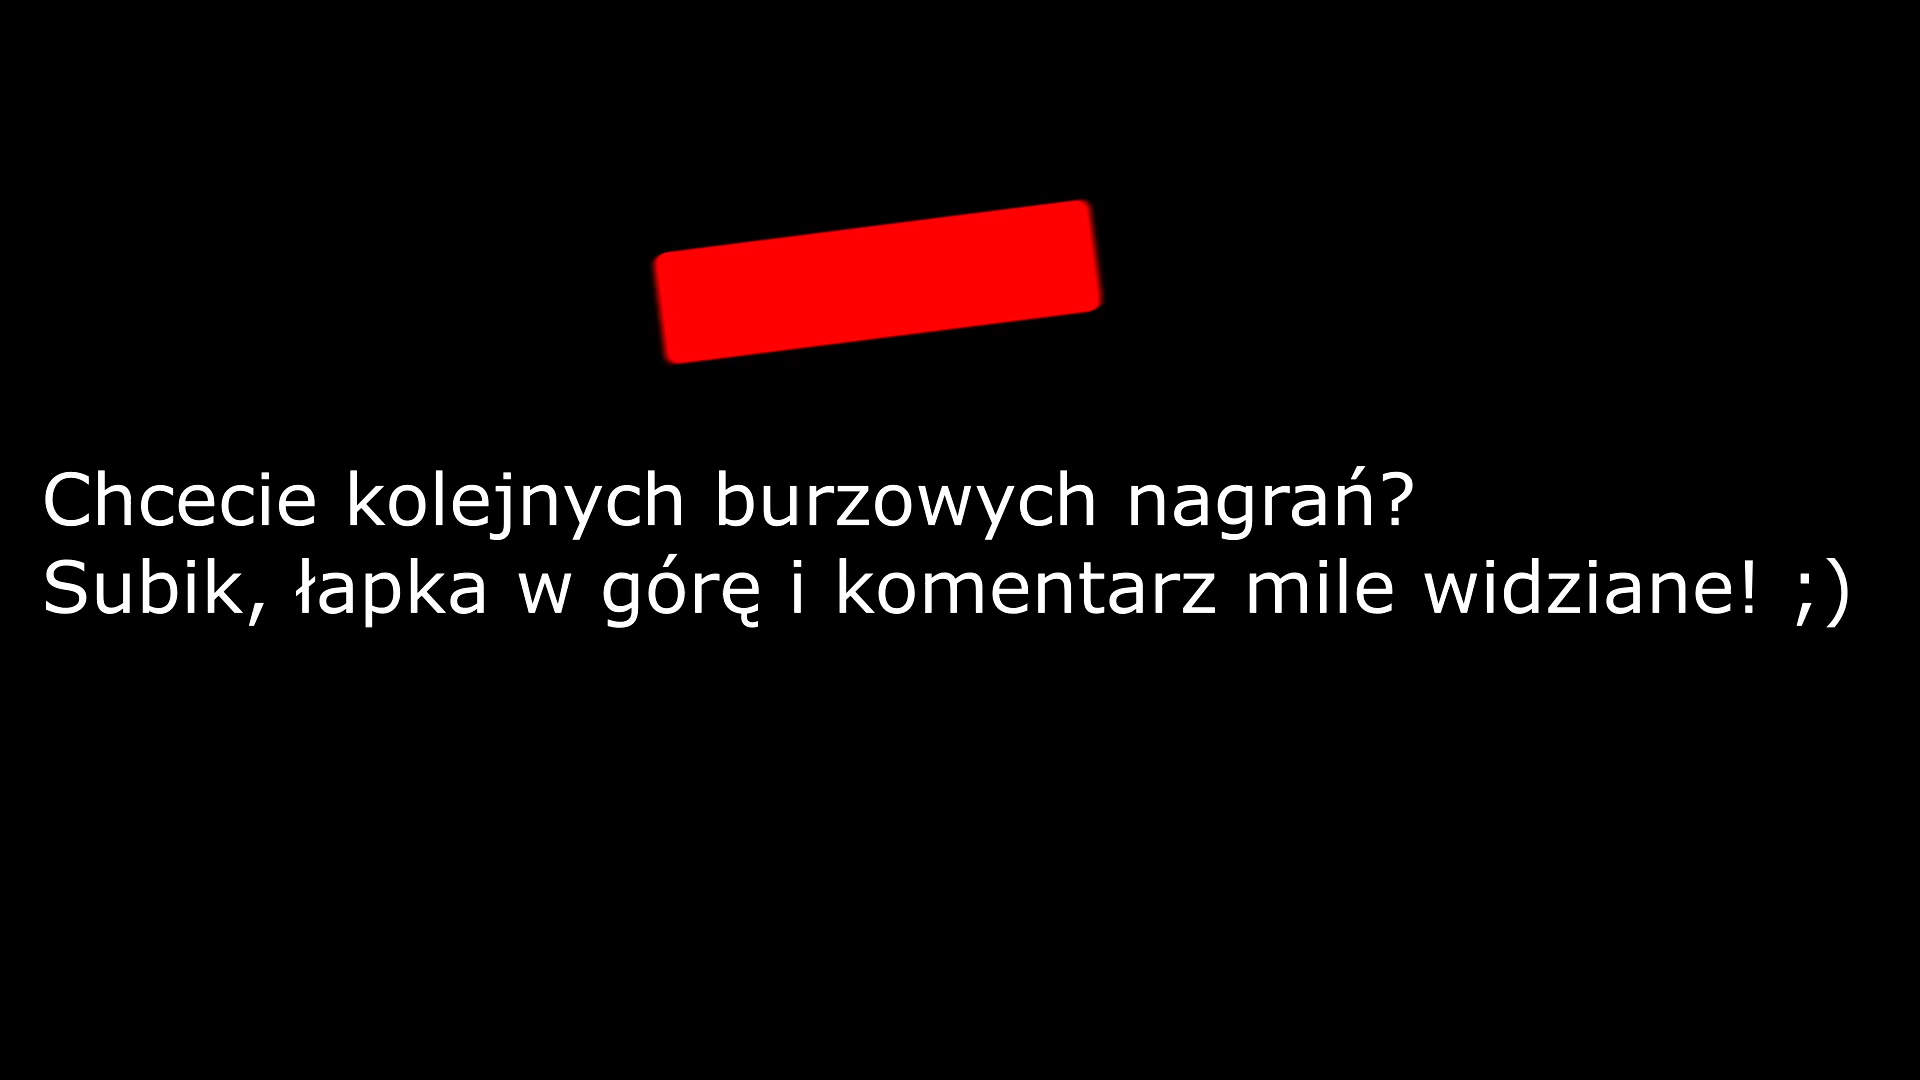 Chcecie kolejnych burzowych nagrań?
Subik, łapka w górę i komentarz mile widziane! ;)